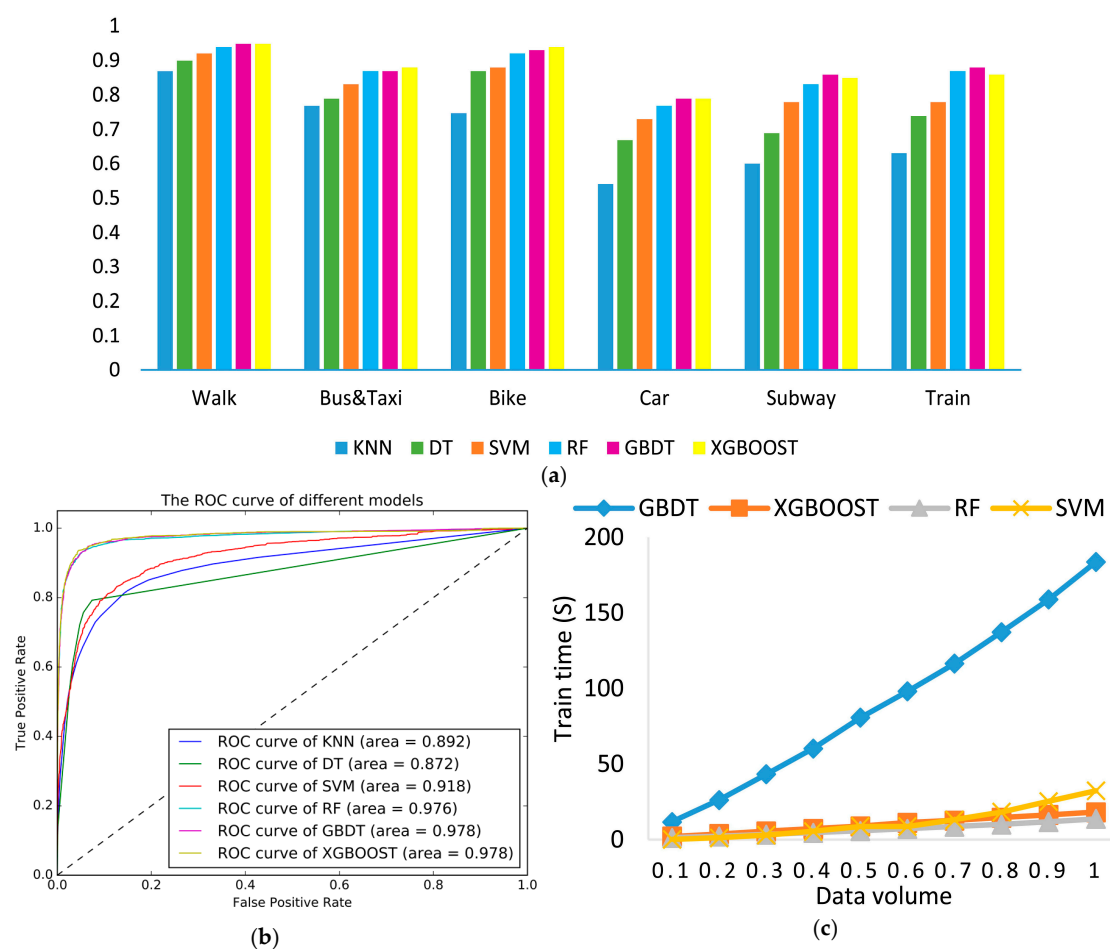 1
0.9
0.8
0.7
0.6
0.5
0.4
0.3
0.2
0.1
0
Walk Bus&Taxi Bike Car Subway Train
KNN DT SVM RF GBDT XGBOOST
(a)
The ROC curve of different models
1.0
0.8
0.6
0.4
0.2
0.0
True Positive Rate
ROC curve of KNN (area = 0.892)
ROC curve of DT (area = 0.872)
ROC curve of SVM (area = 0.918)
ROC curve of RF (area = 0.976)
ROC curve of GBDT (area = 0.978)
ROC curve of XGBOOST (area = 0.978)
0.0 0.2 0.4 0.6 0.8 1.0
False Positive Rate
(b)
GBDT XGBOOST RF SVM
200
150
100
50
0
Train time (S)
0.1 0.2 0.3 0.4 0.5 0.6 0.7 0.8 0.9 1
Data volume
(c)